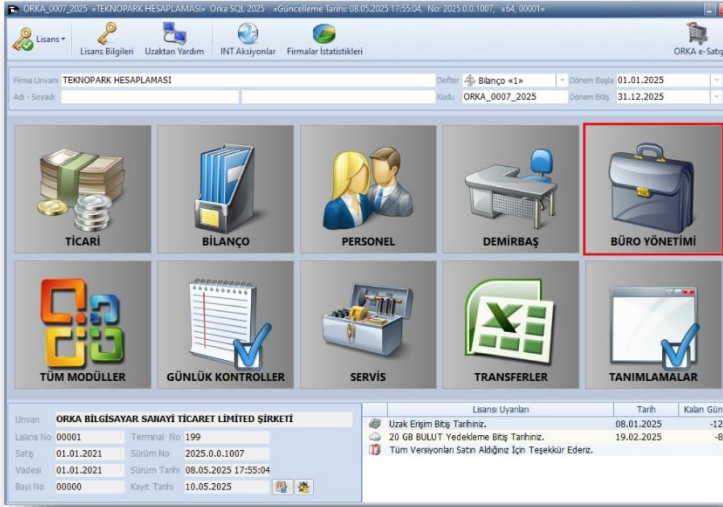 ORKA_0007_2025 «TEKNOPARK HESAPLAMASI» Orka SQL 2025 «Güncelleme Tarihi: 08.05.2025 17:55:04, No: 2025.0.0.1007, x64, 00001»
Lisans
Lisans Bilgileri
Uzaktan Yardım
INT Aksiyonlar
Firmalar İstatistikleri
ORKA e-Satış
Firma Unvanı TEKNOPARK HESAPLAMASI Defter Bilanço «1» Dönem Başla 01.01.2025
Adı - Soyadı Kodu ORKA_0007_2025 Dönem Bitiş 31.12.2025
TİCARİ
BİLANÇO
PERSONEL
DEMİRBAŞ
BÜRO YÖNETİMİ
TÜM MODÜLLER
GÜNLÜK KONTROLLER
SERVİS
TRANSFERLER
TANIMLAMALAR
Unvan ORKA BİLGİSAYAR SANAYİ TİCARET LİMİTED ŞİRKETİ
Lisans No 00001 Terminal No 199
Satış 01.01.2021 Sürüm No 2025.0.0.1007
Vadesi 01.01.2021 Sürüm Tarihi 08.05.2025 17:55:04
Bayi No 00000 Kayıt Tarihi 10.05.2025
Lisansı Uyarıları Tarih Kalan Gün
Uzak Erişim Bitiş Tarihiniz. 08.01.2025 -12
20 GB BULUT Yedekleme Bitiş Tarihiniz. 19.02.2025 -8
Tüm Versiyonları Satın Aldığınız İçin Teşekkür Ederiz.